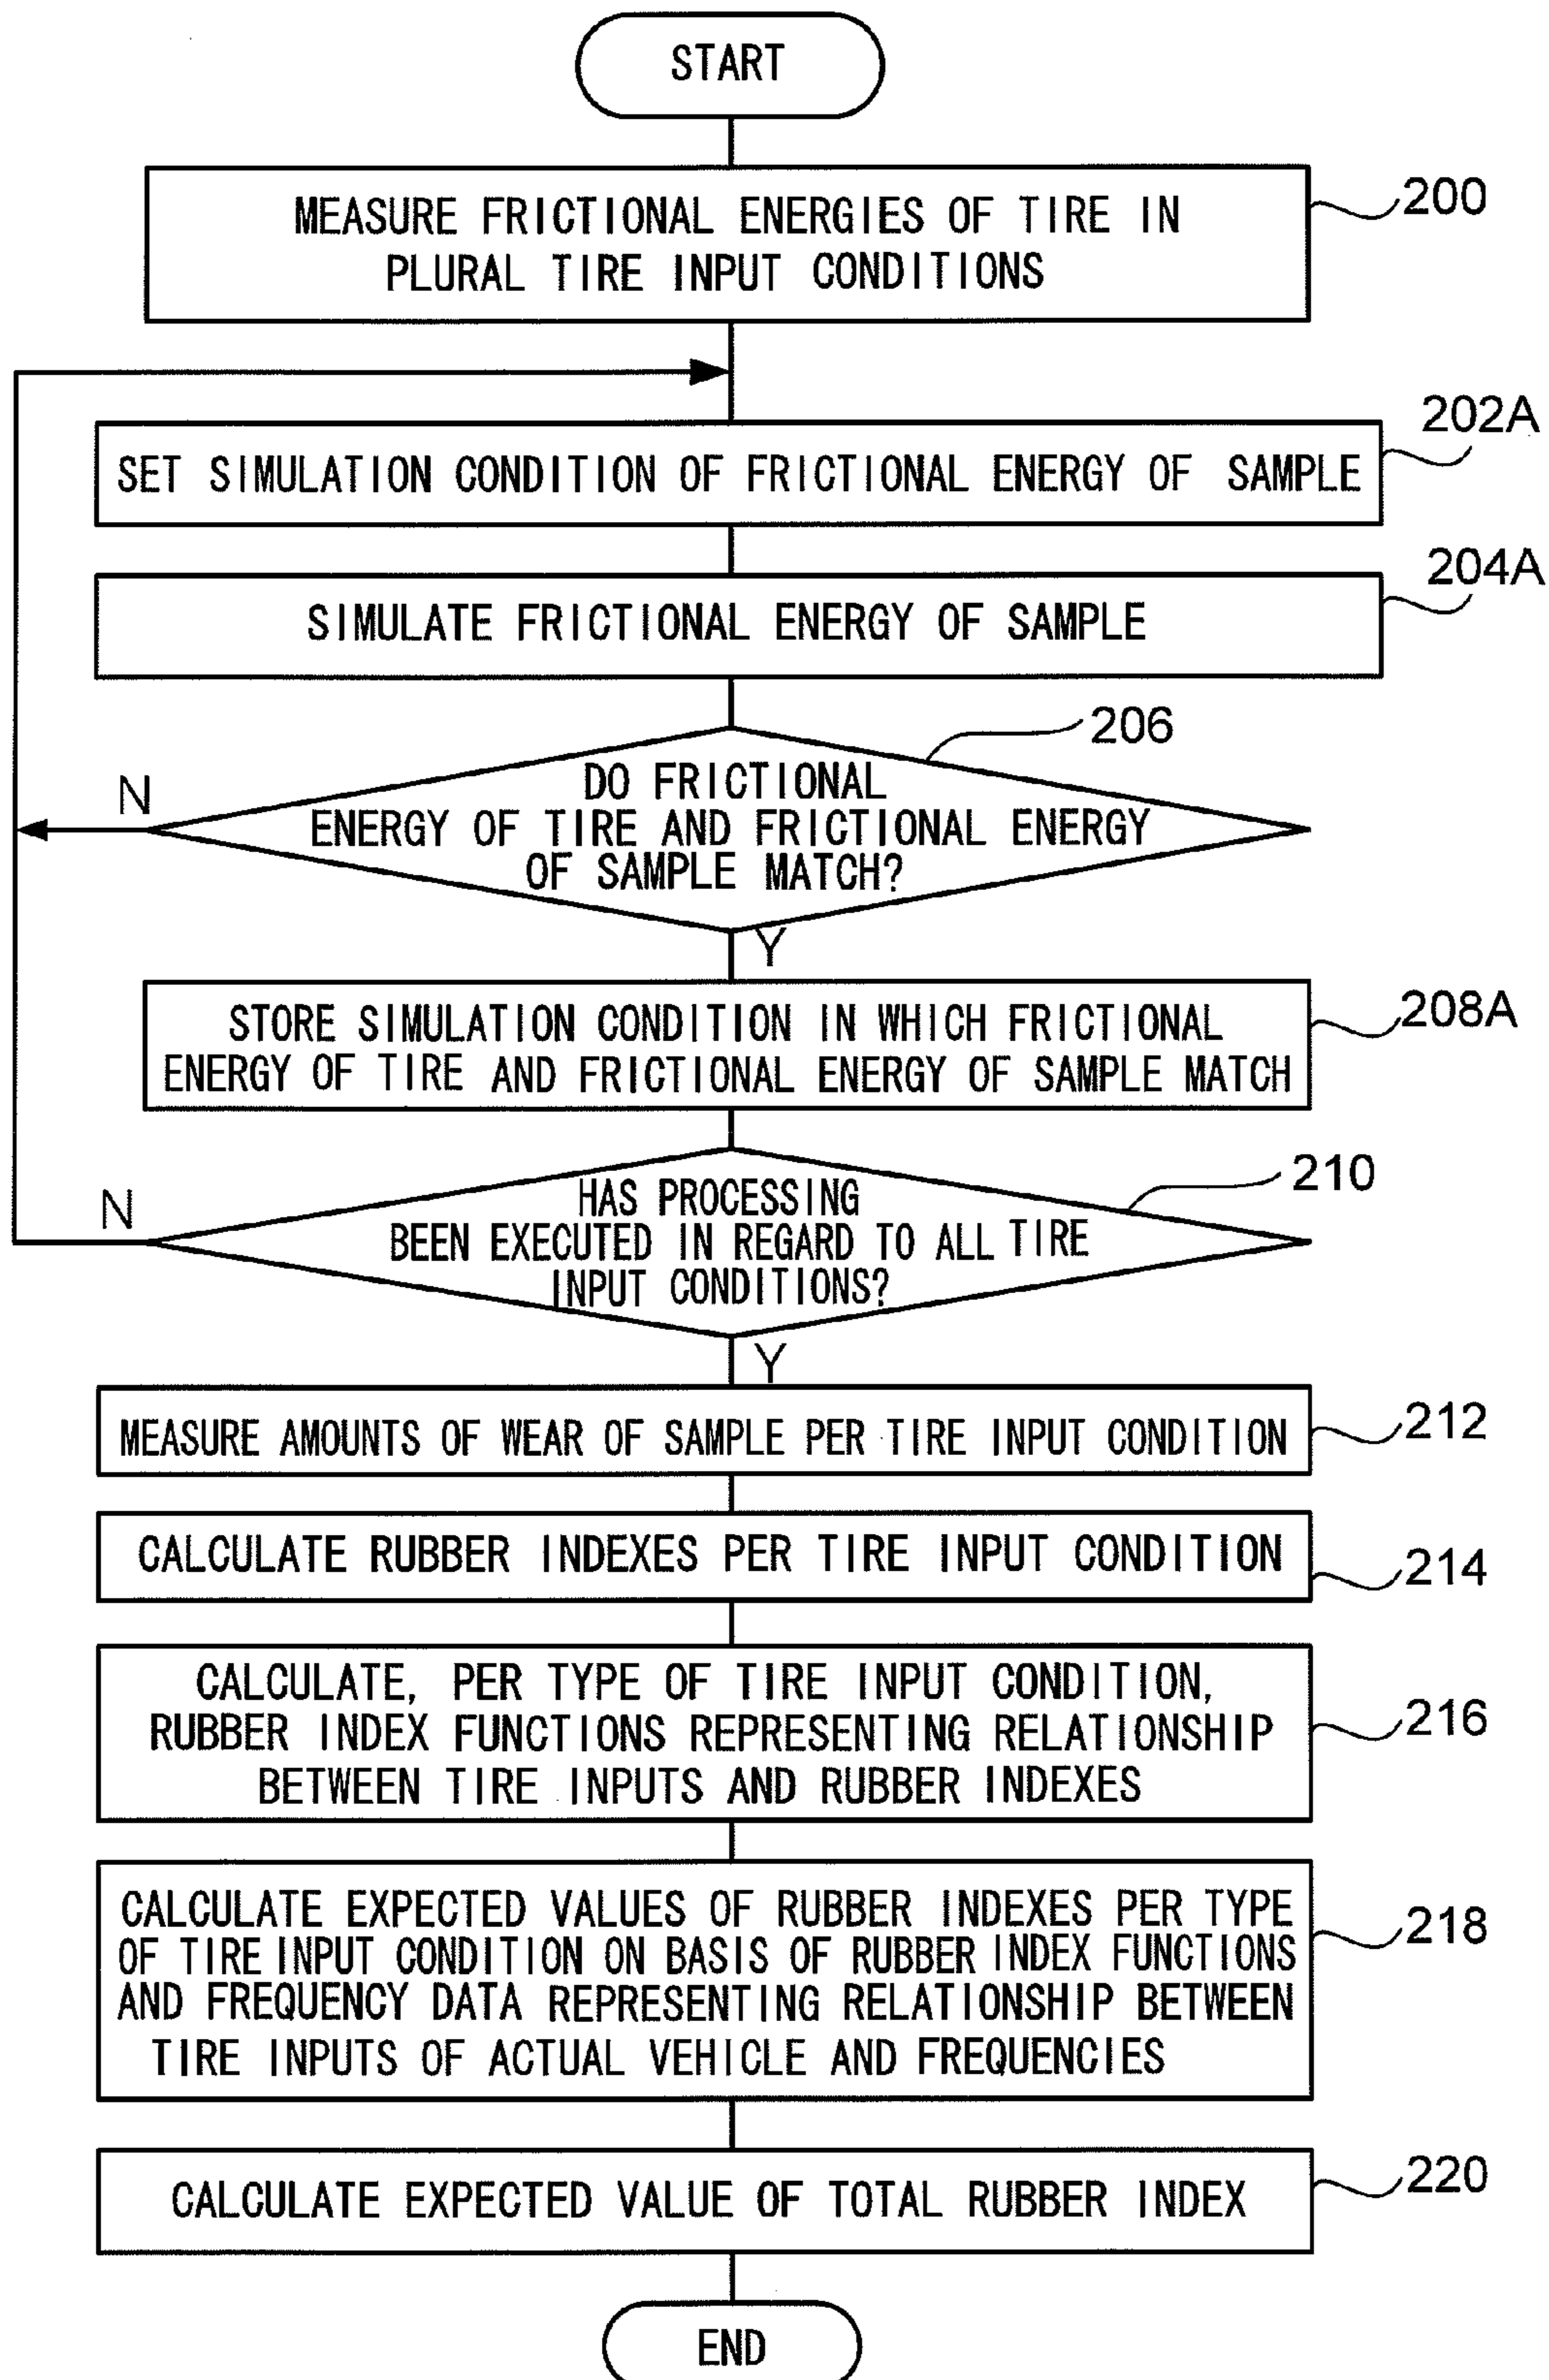 START
MEASURE FRICTIONAL ENERGIES OF TIRE IN
PLURAL TIRE INPUT CONDITIONS
200
202A
SET SIMULATION CONDITION OF FRICTIONAL ENERGY OF SAMPLE
204A
SIMULATE FRICTIONAL ENERGY OF SAMPLE
206
N
DO FRICTIONAL
ENERGY OF TIRE AND FRICTIONAL ENERGY
OF SAMPLE MATCH?
Y
STORE SIMULATION CONDITION IN WHICH FRICTIONAL
ENERGY OF TIRE AND FRICTIONAL ENERGY OF SAMPLE MATCH
208A
210
N
HAS PROCESSING
BEEN EXECUTED IN REGARD TO ALL TIRE
INPUT CONDITIONS?
Y
MEASURE AMOUNTS OF WEAR OF SAMPLE PER TIRE INPUT CONDITION
212
CALCULATE RUBBER INDEXES PER TIRE INPUT CONDITION
214
CALCULATE, PER TYPE OF TIRE INPUT CONDITION,
RUBBER INDEX FUNCTIONS REPRESENTING RELATIONSHIP
BETWEEN TIRE INPUTS AND RUBBER INDEXES
216
CALCULATE EXPECTED VALUES OF RUBBER INDEXES PER TYPE
OF TIRE INPUT CONDITION ON BASIS OF RUBBER INDEX FUNCTIONS
AND FREQUENCY DATA REPRESENTING RELATIONSHIP BETWEEN
TIRE INPUTS OF ACTUAL VEHICLE AND FREQUENCIES
218
CALCULATE EXPECTED VALUE OF TOTAL RUBBER INDEX
220
END